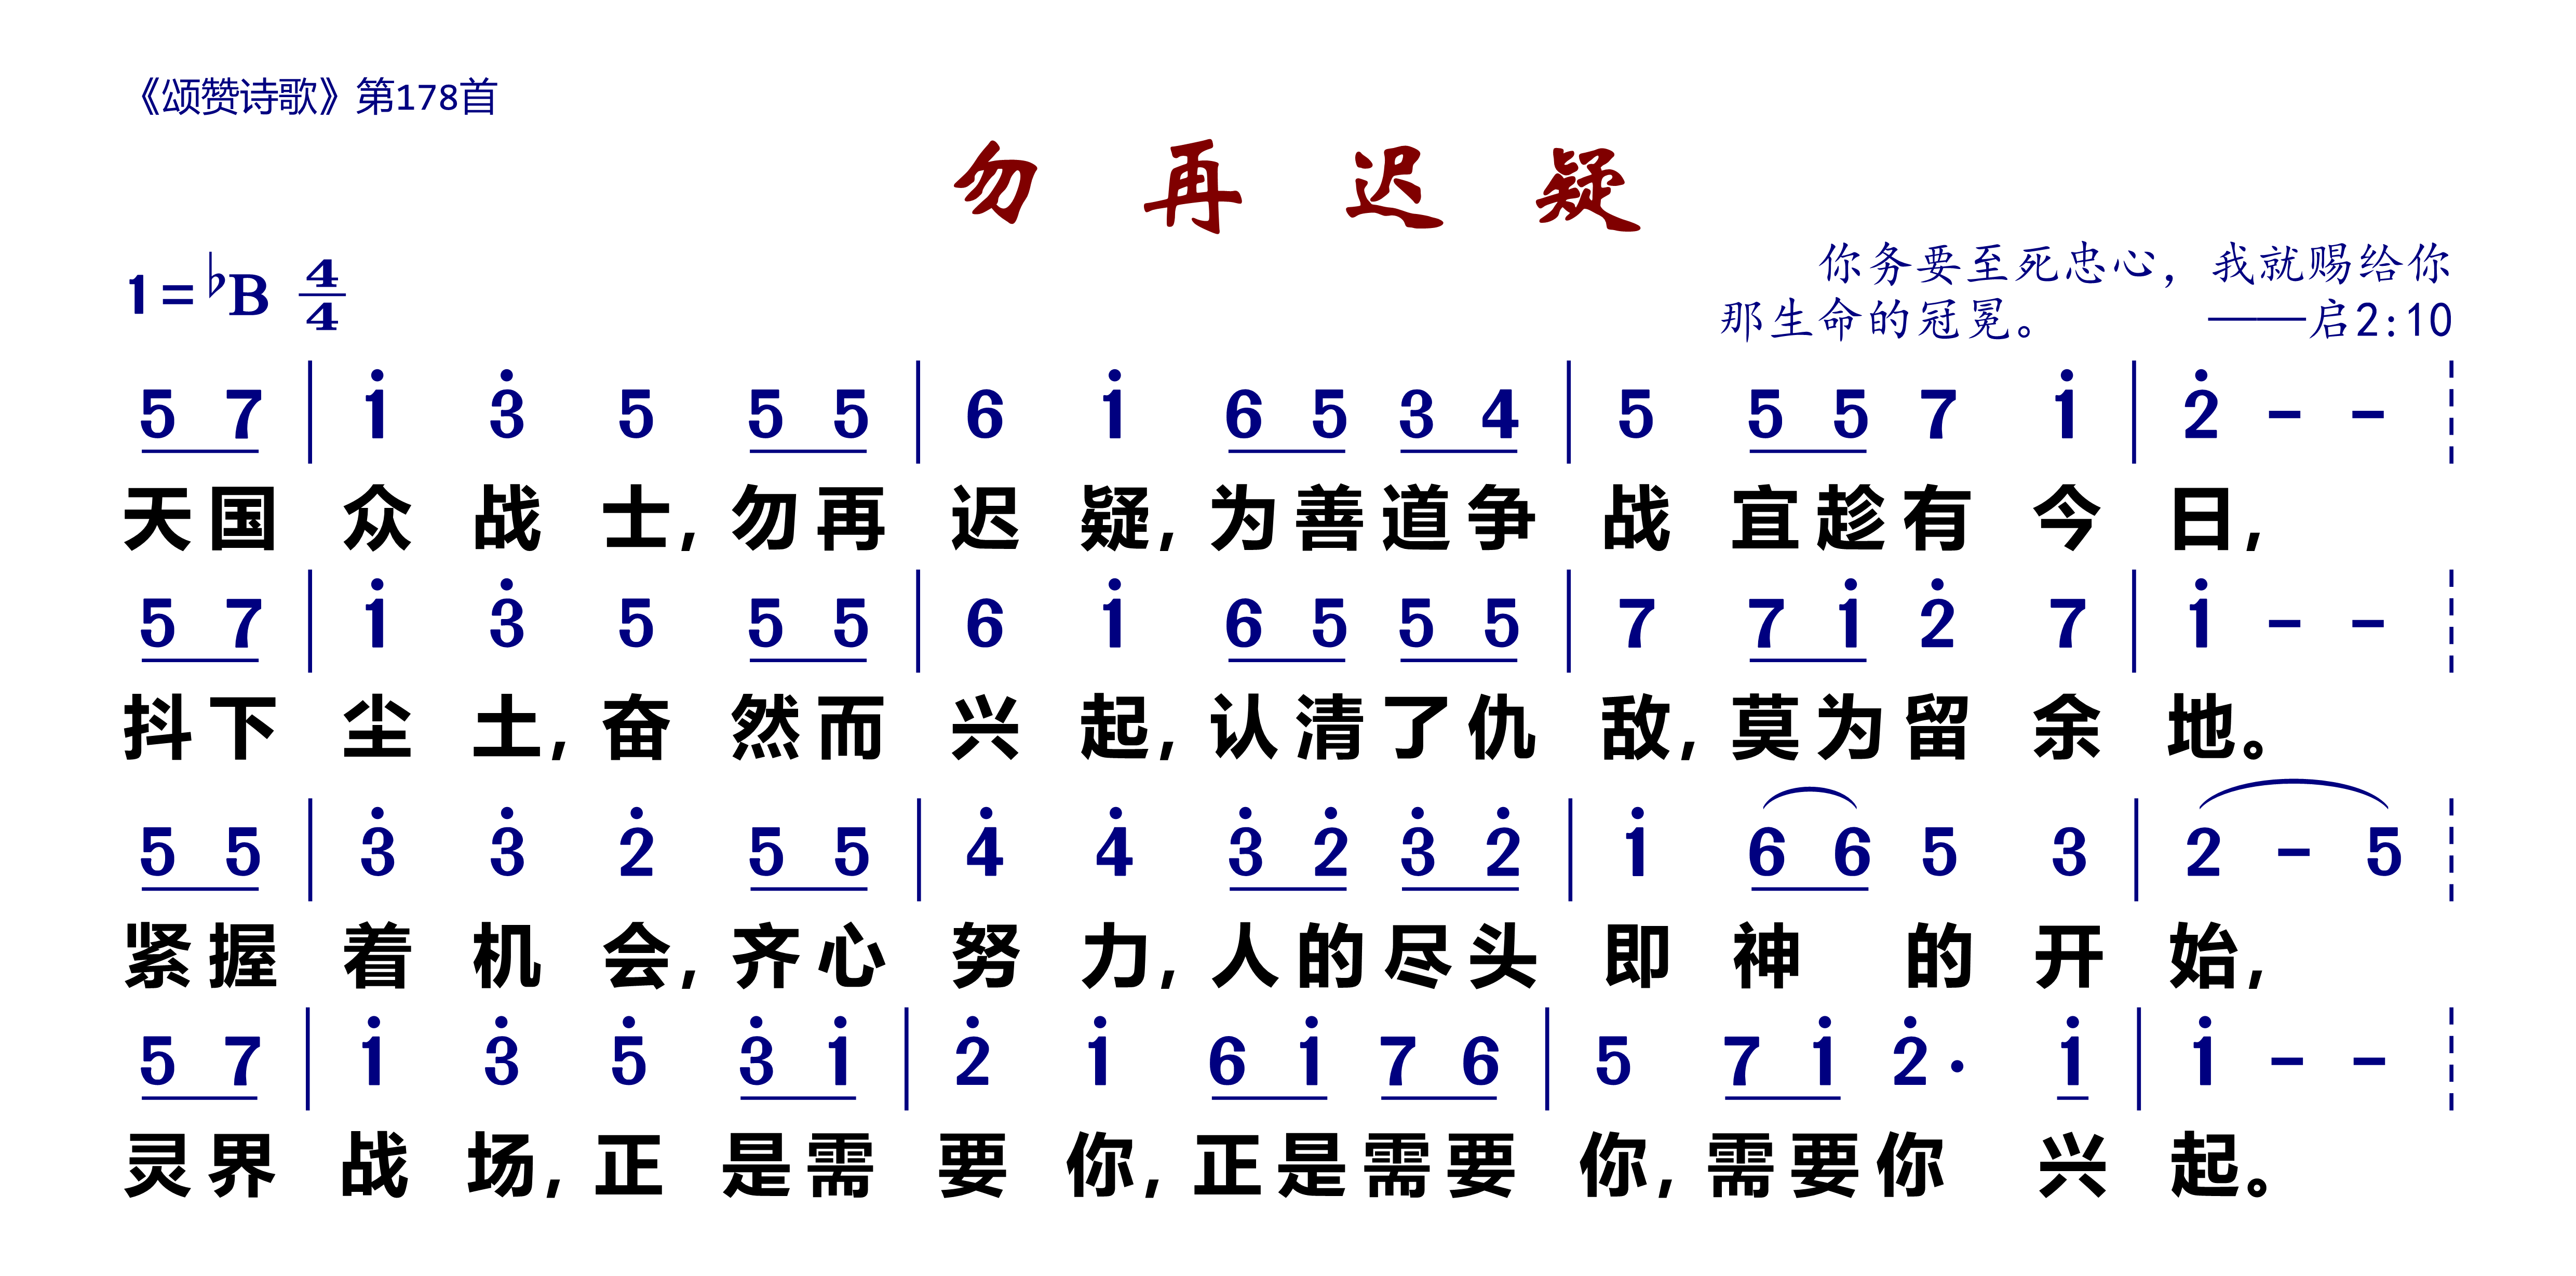 《颂赞诗歌》第178首
勿再迟疑
1=♭B 4/4
你务要至死忠心，我就赐给你
那生命的冠冕。 ——启2:10
5 7 | 1̇ 3̇ 5 5 5 | 6 1̇ 6 5 3 4 | 5 5 5 7 1̇ | 2̇ - -
天国众战士,勿再迟疑,为善道争战宜趁有今日,
5 7 | 1̇ 3̇ 5 5 5 | 6 1̇ 6 5 5 5 | 7 7 1̇ 2̇ 7 | 1̇ - -
抖下尘土,奋然而兴起,认清了仇敌,莫为留余地。
5 5 | 3̇ 3̇ 2̇ 5 5 | 4̇ 4̇ 3̇ 2̇ 3̇ 2̇ | 1̇ 6 6 5 3 | 2 - 5
紧握着机会,齐心努力,人的尽头即神的开始,
5 7 | 1̇ 3̇ 5̇ 3̇ 1̇ | 2̇ 1̇ 6 1̇ 7 6 | 5 7 1̇ 2̇· 1̇ | 1̇ - -
灵界战场,正是需要你,正是需要你,需要你兴起。